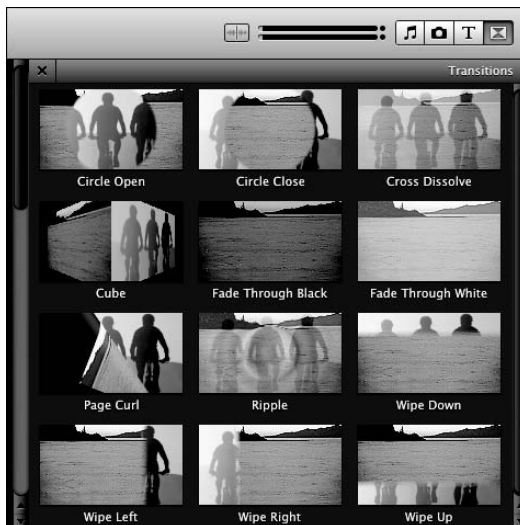 T
Transitions
Circle Open
Circle Close
Cross Dissolve
Cube
Fade Through Black
Fade Through White
Page Curl
Ripple
Wipe Down
Wipe Left
Wipe Right
Wipe Up